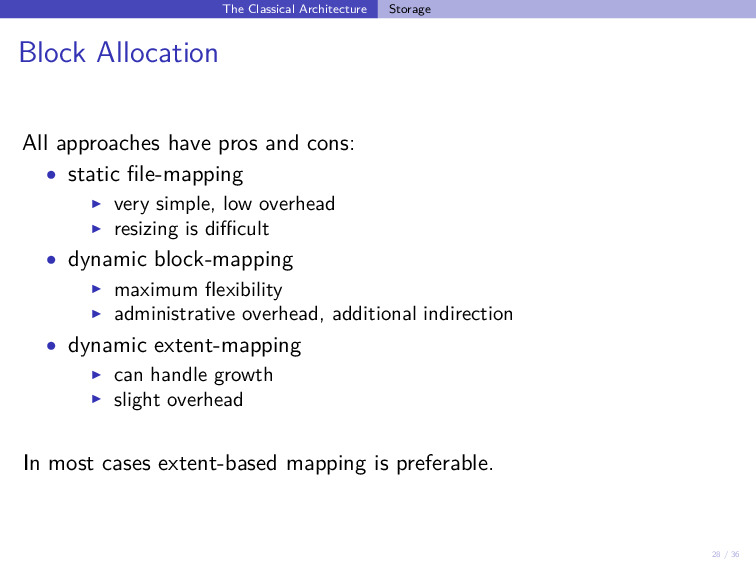 The Classical Architecture Storage
Block Allocation
All approaches have pros and cons:
• static file-mapping
▶ very simple, low overhead
▶ resizing is difficult
• dynamic block-mapping
▶ maximum flexibility
▶ administrative overhead, additional indirection
• dynamic extent-mapping
▶ can handle growth
▶ slight overhead
In most cases extent-based mapping is preferable.
28 / 36